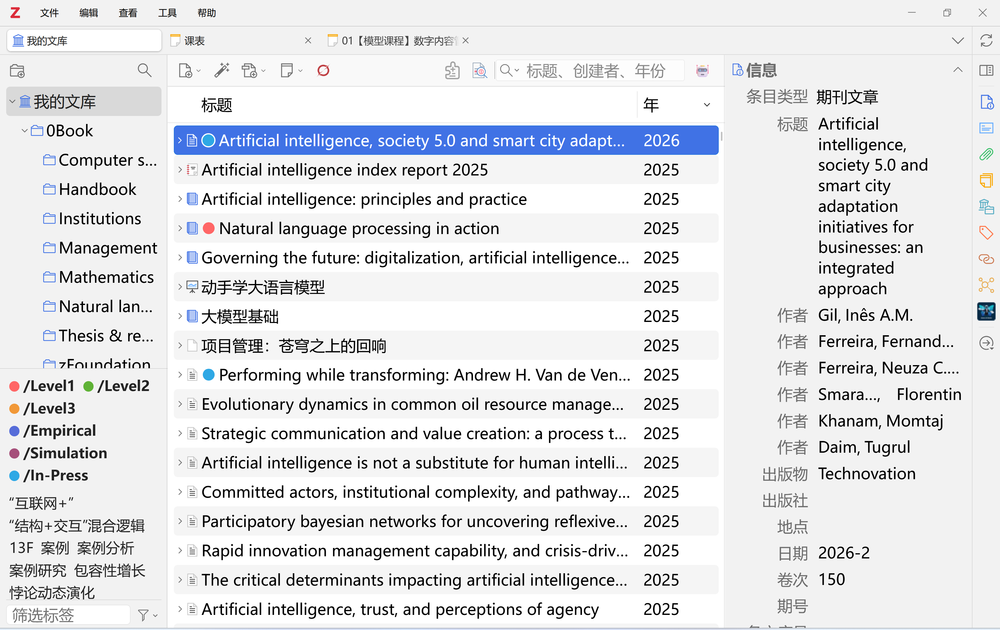 Z 文件 编辑 查看 工具 帮助
我的文库 课表 01【模型课程】数字内容
标题、创建者、年份
我的文库
0Book
Computer s...
Handbook
Institutions
Management
Mathematics
Natural lan...
Thesis & re...
zFoundation
/Level1 /Level2
/Level3
/Empirical
/Simulation
/In-Press
“互联网+”
“结构+交互”混合逻辑
13F 案例 案例分析
案例研究 包容性增长
悖论动态演化
筛选标签
标题 年
Artificial intelligence, society 5.0 and smart city adapt... 2026
Artificial intelligence index report 2025 2025
Artificial intelligence: principles and practice 2025
Natural language processing in action 2025
Governing the future: digitalization, artificial intelligence... 2025
动手学大语言模型 2025
大模型基础 2025
项目管理：苍穹之上的回响 2025
Performing while transforming: Andrew H. Van de Ven... 2025
Evolutionary dynamics in common oil resource manage... 2025
Strategic communication and value creation: a process t... 2025
Artificial intelligence is not a substitute for human intelli... 2025
Committed actors, institutional complexity, and pathway... 2025
Participatory bayesian networks for uncovering reflexive... 2025
Rapid innovation management capability, and crisis-driv... 2025
The critical determinants impacting artificial intelligence... 2025
Artificial intelligence, trust, and perceptions of agency 2025
信息
条目类型 期刊文章
标题 Artificial
intelligence,
society 5.0 and
smart city
adaptation
initiatives for
businesses: an
integrated
approach
作者 Gil, Inês A.M.
作者 Ferreira, Fernand...
作者 Ferreira, Neuza C....
作者 Smara..., Florentin
作者 Khanam, Momtaj
作者 Daim, Tugrul
出版物 Technovation
出版社
地点
日期 2026-2
卷次 150
期号